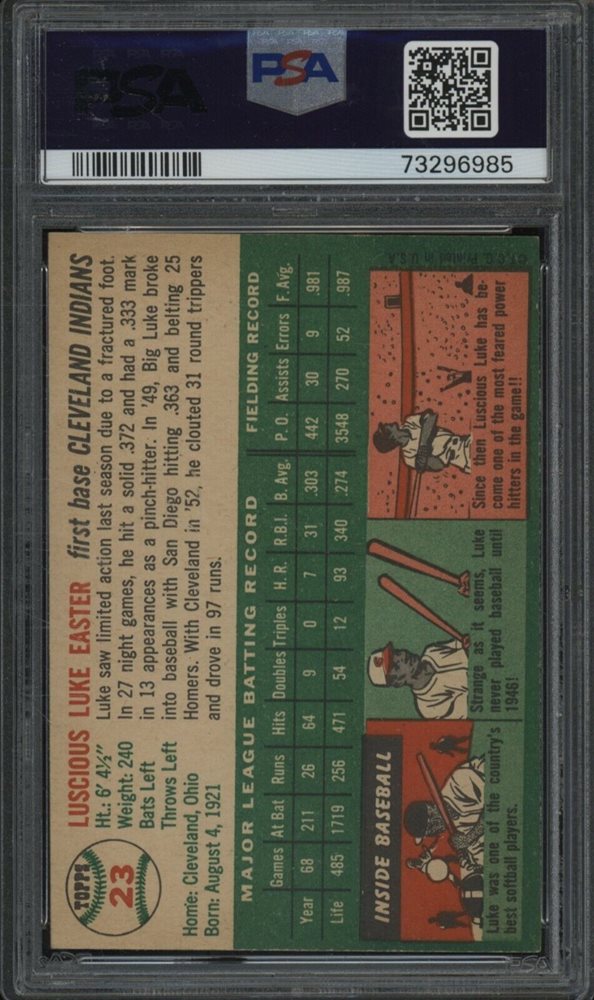 PSA
PSA
73296985
TOPPS
23
LUSCIOUS LUKE EASTER first base CLEVELAND INDIANS
Ht.: 6' 4½"
Weight: 240
Bats Left
Throws Left
Home: Cleveland, Ohio
Born: August 4, 1921
Luke saw limited action last season due to a fractured foot.
In 27 night games, he hit a solid .372 and had a .333 mark
in 13 appearances as a pinch-hitter. In '49, Big Luke broke
into baseball with San Diego hitting .363 and belting 25
Homers. With Cleveland in '52, he clouted 31 round trippers
and drove in 97 runs.
MAJOR LEAGUE BATTING RECORD FIELDING RECORD
Games At Bat Runs Hits Doubles Triples H. R. R.B.I. B. Avg. P. O. Assists Errors F. Avg.
Year 68 211 26 64 9 0 7 31 .303 442 30 9 .981
Life 485 1719 256 471 54 12 93 340 .274 3548 270 52 .987
INSIDE BASEBALL
Luke was one of the country's
best softball players.
Strange as it seems, Luke
never played baseball until
1946!
Since then Luscious Luke has be-
come one of the most feared power
hitters in the game!!
© T. C. G. Printed in U.S.A.